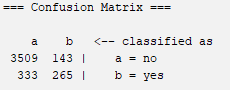 === Confusion Matrix ===
a b <-- classified as
3509 143 | a = no
333 265 | b = yes